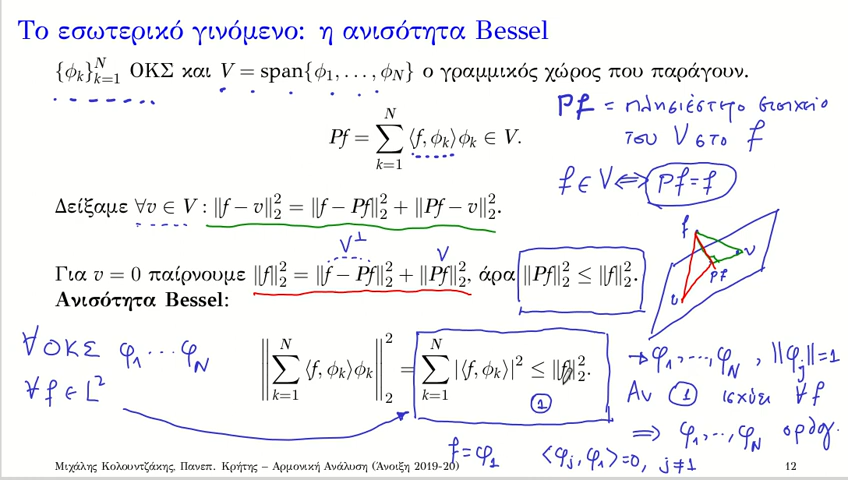 Το εσωτερικό γινόμενο: η ανισότητα Bessel
{ϕ_k}_{k=1}^N ΟΚΣ και V = span{ϕ_1, . . . , ϕ_N} ο γραμμικός χώρος που παράγουν.
Pf = πλησιέστερο στοιχείο
του V στο f
Pf = ∑_{k=1}^N ⟨f, ϕ_k⟩ϕ_k ∈ V.
f ∈ V ⟺ Pf = f
Δείξαμε ∀v ∈ V : ‖f − v‖_2^2 = ‖f − Pf‖_2^2 + ‖Pf − v‖_2^2.
V^⊥ V
f v Pf 0
Για v = 0 παίρνουμε ‖f‖_2^2 = ‖f − Pf‖_2^2 + ‖Pf‖_2^2, άρα ‖Pf‖_2^2 ≤ ‖f‖_2^2.
Ανισότητα Bessel:
∀ ΟΚΣ φ_1 ... φ_N
∀ f ∈ L^2
‖∑_{k=1}^N ⟨f, ϕ_k⟩ϕ_k‖_2^2 = ∑_{k=1}^N |⟨f, ϕ_k⟩|^2 ≤ ‖f‖_2^2.
①
→ φ_1, ..., φ_N , ‖φ_j‖=1
Αν ① ισχύει ∀ f
⟹ φ_1, ..., φ_N ορθογ.
f = φ_1 ⟨φ_j, φ_1⟩=0, j≠1
Μιχάλης Κολουντζάκης, Πανεπ. Κρήτης – Αρμονική Ανάλυση (Άνοιξη 2019-20) 12